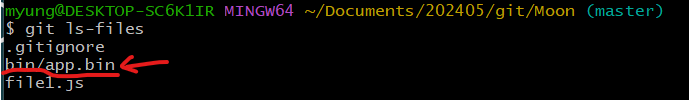 myung@DESKTOP-SC6K1IR MINGW64 ~/Documents/202405/git/Moon (master)
$ git ls-files
.gitignore
bin/app.bin
file1.js